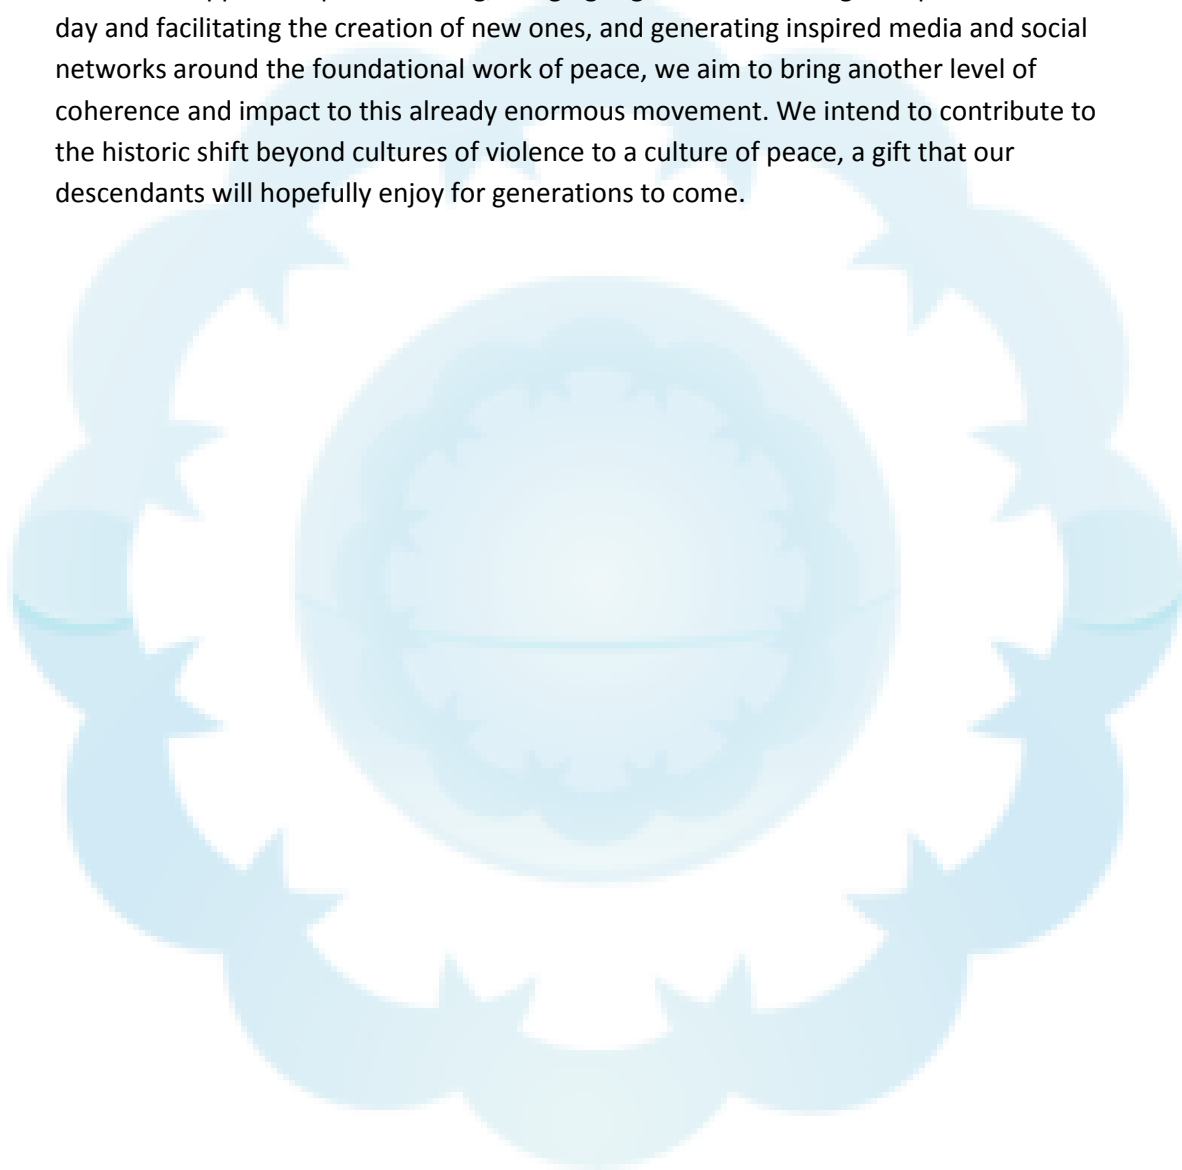 day and facilitating the creation of new ones, and generating inspired media and social
networks around the foundational work of peace, we aim to bring another level of
coherence and impact to this already enormous movement. We intend to contribute to
the historic shift beyond cultures of violence to a culture of peace, a gift that our
descendants will hopefully enjoy for generations to come.